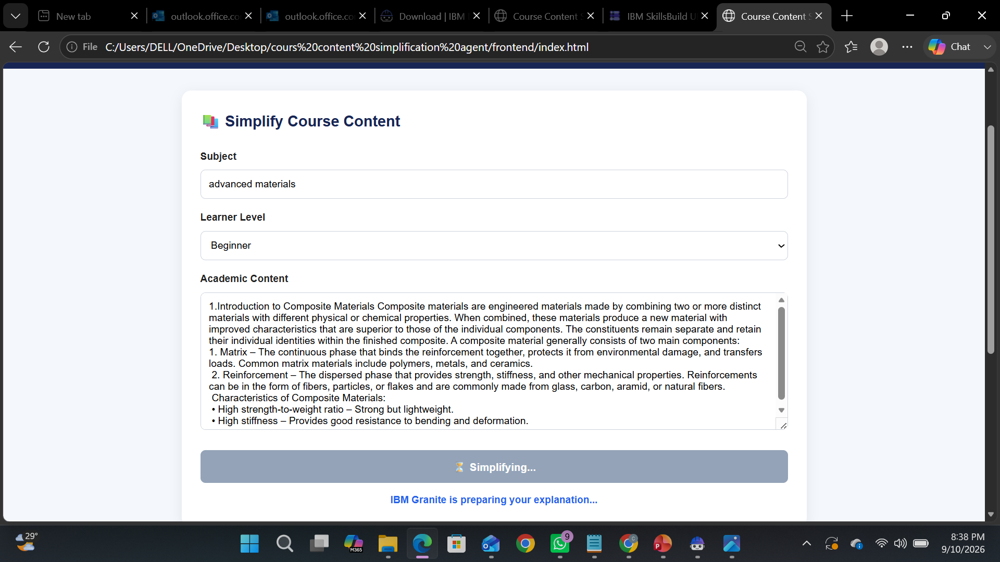 New tab
outlook.office.co
outlook.office.co
Download | IBM
Course Content S
IBM SkillsBuild U
Course Content S
File C:/Users/DELL/OneDrive/Desktop/cours%20content%20simplification%20agent/frontend/index.html
Chat
Simplify Course Content
Subject
advanced materials
Learner Level
Beginner
Academic Content
1.Introduction to Composite Materials Composite materials are engineered materials made by combining two or more distinct
materials with different physical or chemical properties. When combined, these materials produce a new material with
improved characteristics that are superior to those of the individual components. The constituents remain separate and retain
their individual identities within the finished composite. A composite material generally consists of two main components:
1. Matrix – The continuous phase that binds the reinforcement together, protects it from environmental damage, and transfers
loads. Common matrix materials include polymers, metals, and ceramics.
2. Reinforcement – The dispersed phase that provides strength, stiffness, and other mechanical properties. Reinforcements
can be in the form of fibers, particles, or flakes and are commonly made from glass, carbon, aramid, or natural fibers.
Characteristics of Composite Materials:
• High strength-to-weight ratio – Strong but lightweight.
• High stiffness – Provides good resistance to bending and deformation.
⏳ Simplifying...
IBM Granite is preparing your explanation...
29°
M365
9
C
P
8:38 PM
9/10/2026